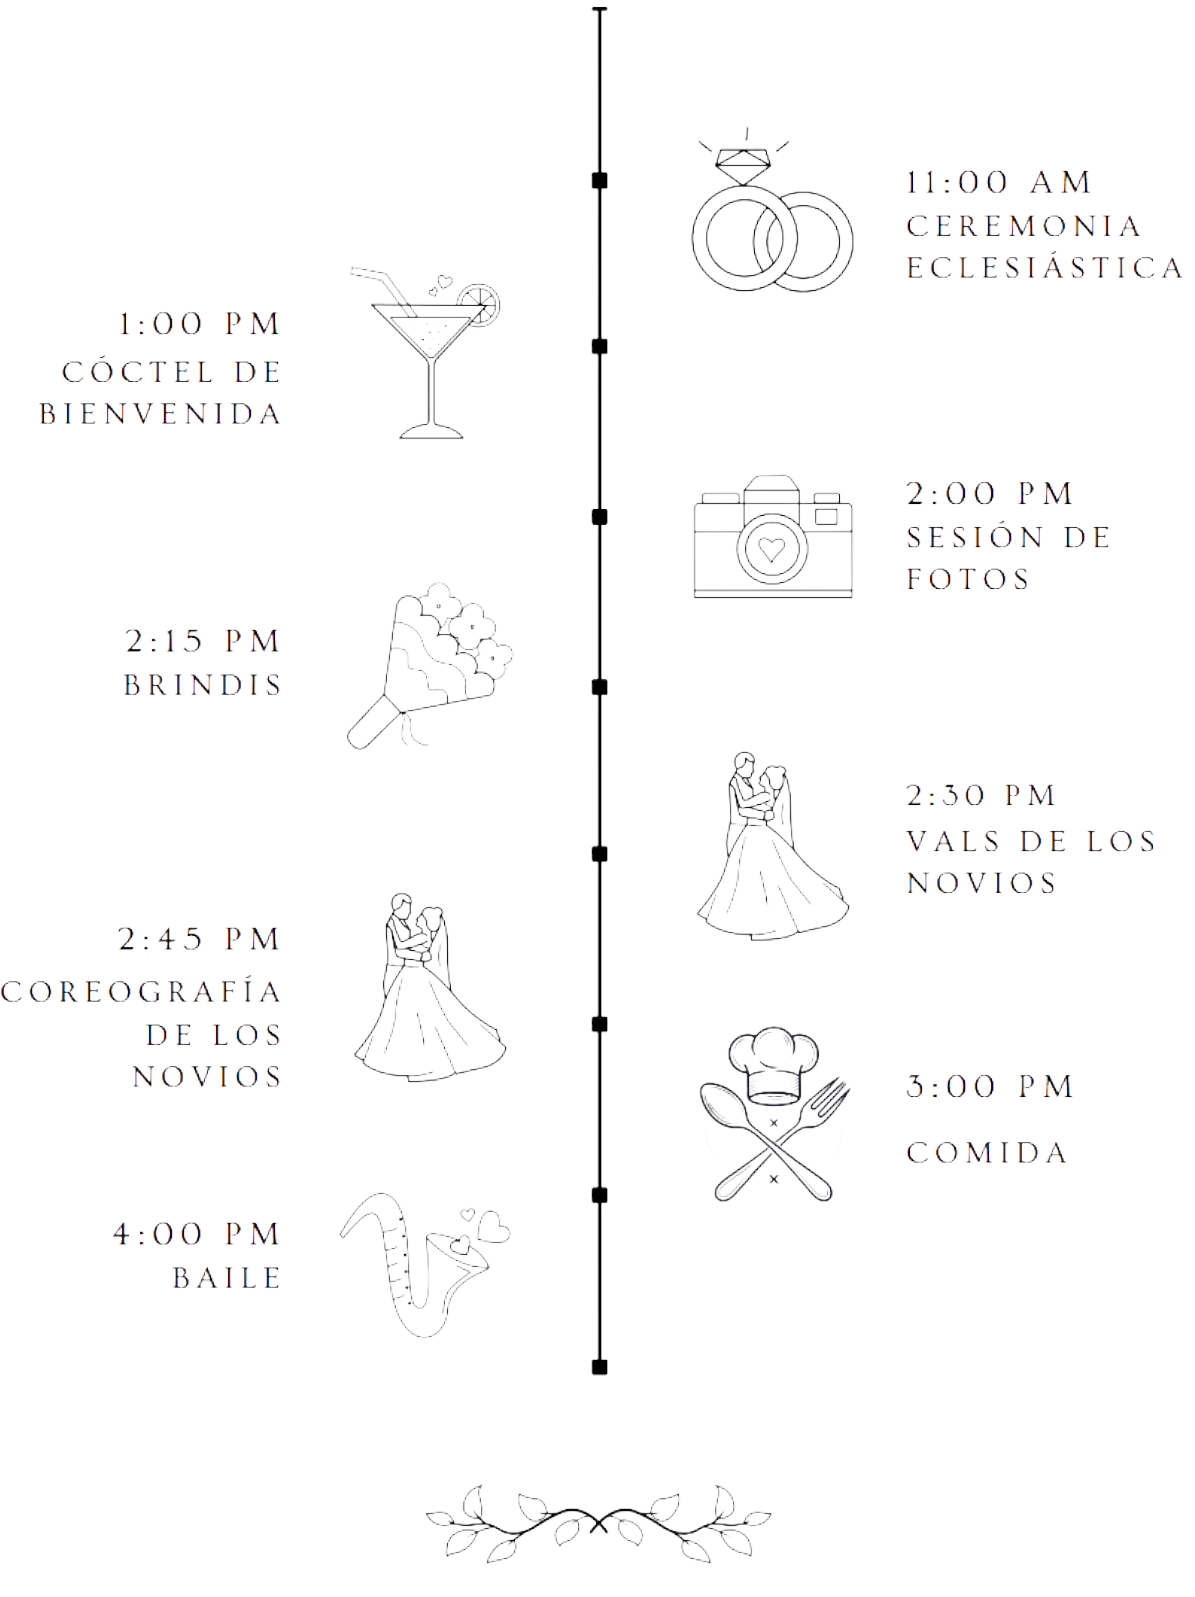 11:00 AM
CEREMONIA
ECLESIÁSTICA
1:00 PM
CÓCTEL DE
BIENVENIDA
2:00 PM
SESIÓN DE
FOTOS
2:15 PM
BRINDIS
2:30 PM
VALS DE LOS
NOVIOS
2:45 PM
COREOGRAFÍA
DE LOS
NOVIOS
3:00 PM
COMIDA
4:00 PM
BAILE